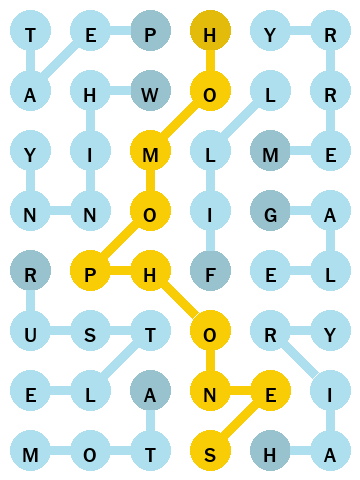 T E P H Y R
A H W O L R
Y I M L M E
N N O I G A
R P H F E L
U S T O R Y
E L A N E I
M O T S H A